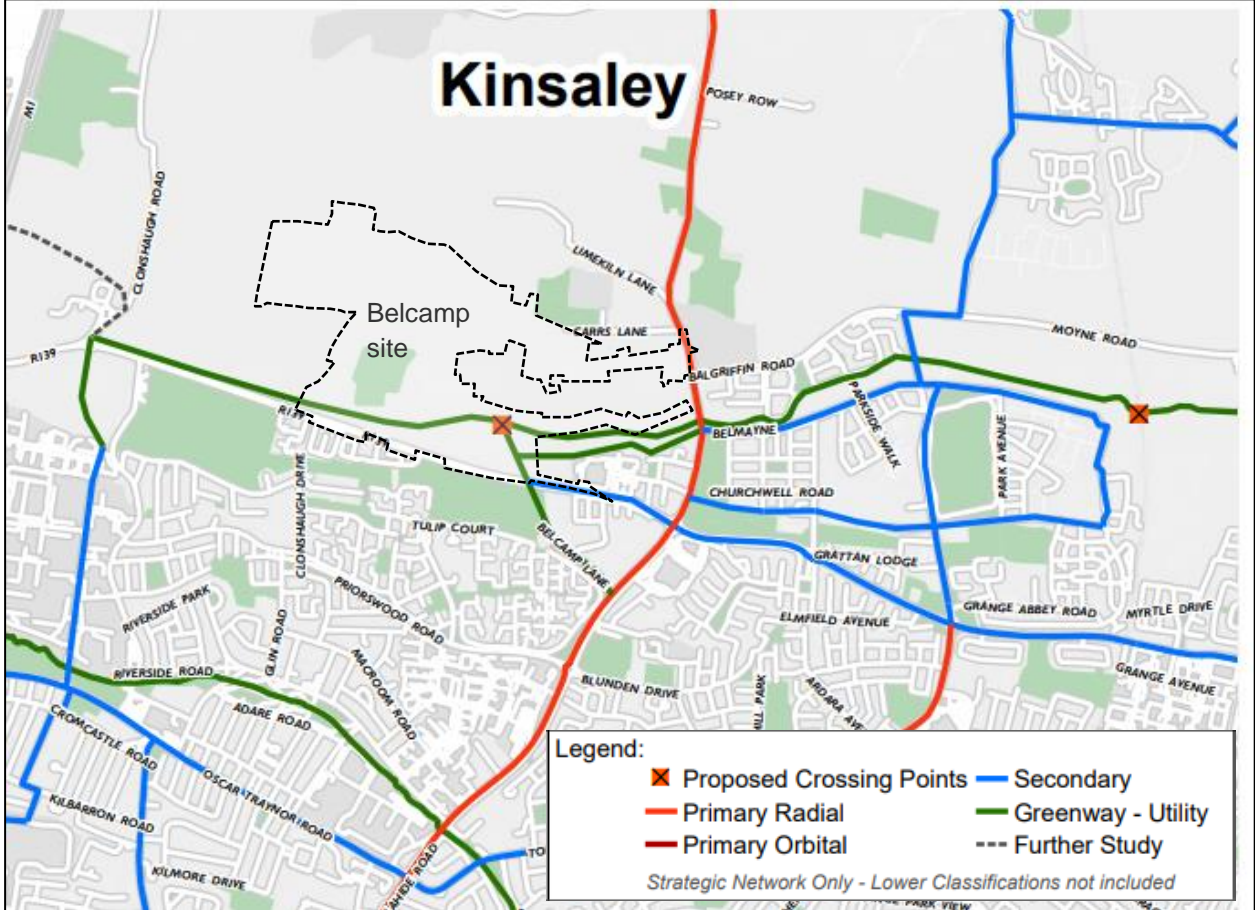 Kinsaley
POSEY ROW
M1
CLONSHAUGH ROAD
LIMEKILN LANE
Belcamp
site
CARRS LANE
MOYNE ROAD
R139
BALGRIFFIN ROAD
R139
PARKSIDE WALK
BELMAYNE
PARK AVENUE
CLONSHAUGH DRIVE
CHURCHWELL ROAD
TULIP COURT
BELCAMP LANE
GRATTAN LODGE
PRIORSWOOD ROAD
RIVERSIDE PARK
ELMFIELD AVENUE
GRANGE ABBEY ROAD
MYRTLE DRIVE
GLIN ROAD
MACROOM ROAD
RIVERSIDE ROAD
BLUNDEN DRIVE
GRANGE AVENUE
ADARE ROAD
CROMCASTLE ROAD
OSCAR TRAYNOR ROAD
KILBARRON ROAD
KILMORE DRIVE
Legend:
Proposed Crossing Points
Secondary
Primary Radial
Greenway - Utility
Primary Orbital
Further Study
Strategic Network Only - Lower Classifications not included